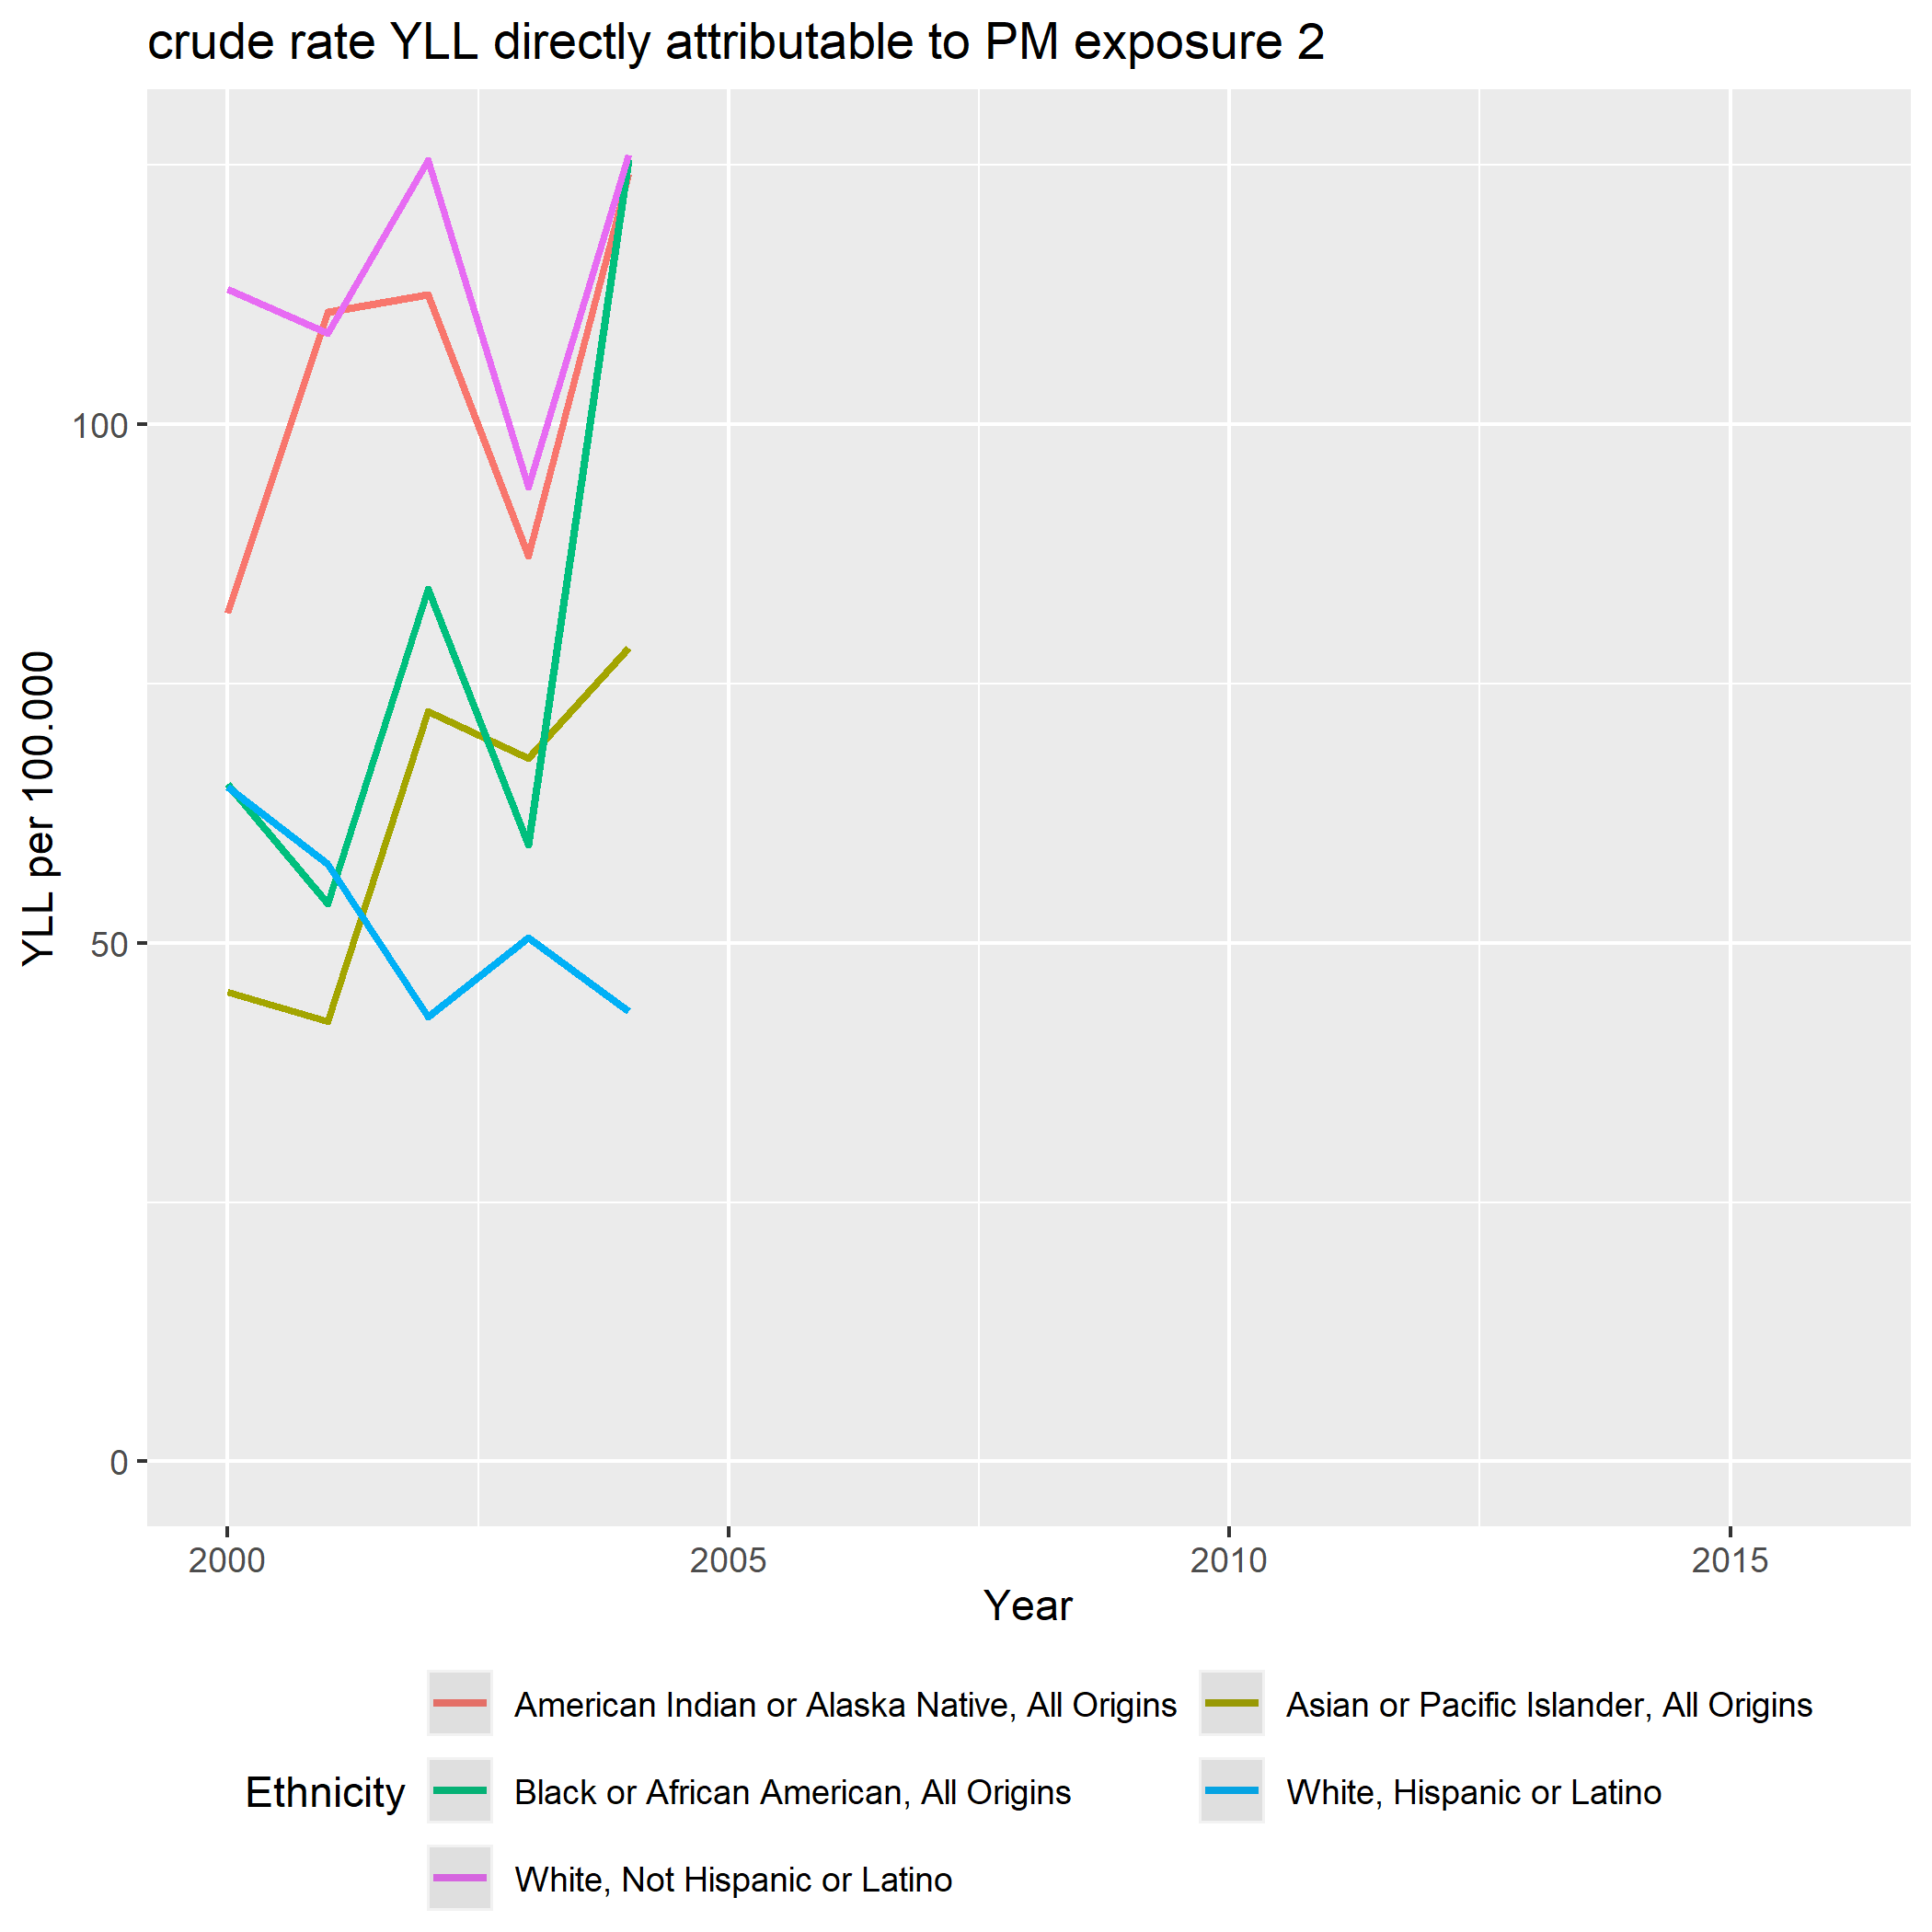 crude rate YLL directly attributable to PM exposure 2
YLL per 100.000
100
50
0
2000 2005 2010 2015
Year
Ethnicity
American Indian or Alaska Native, All Origins
Asian or Pacific Islander, All Origins
Black or African American, All Origins
White, Hispanic or Latino
White, Not Hispanic or Latino